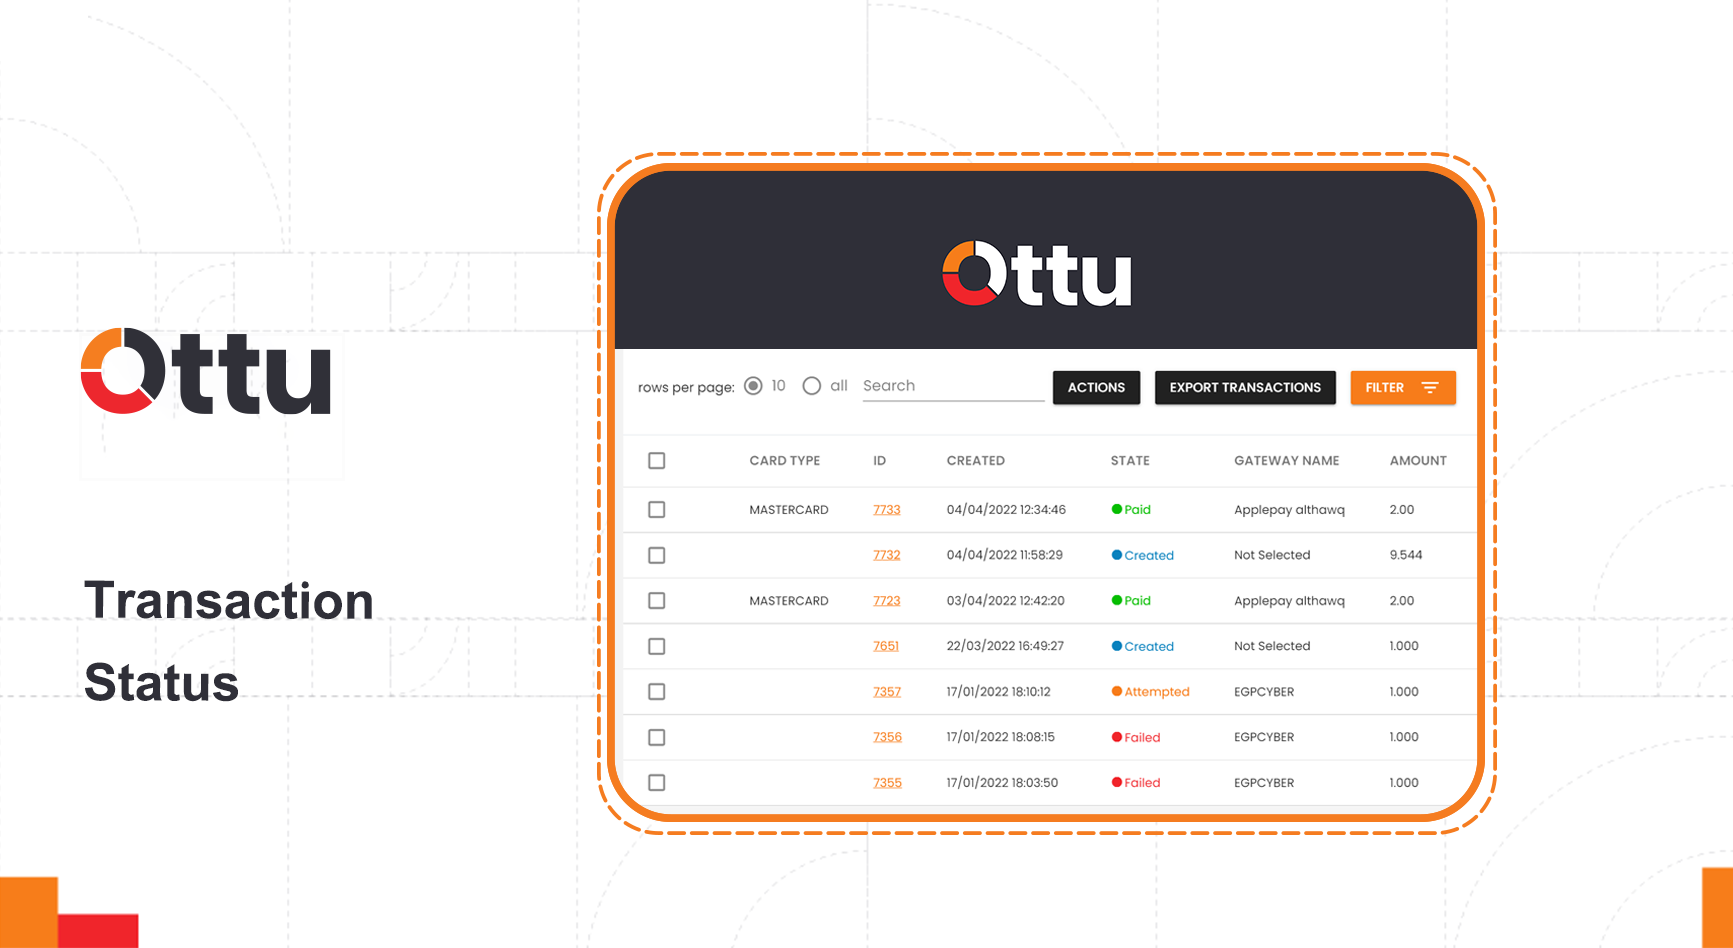 Ottu
Transaction
Status
Ottu
rows per page: 10 all Search ACTIONS EXPORT TRANSACTIONS FILTER
CARD TYPE ID CREATED STATE GATEWAY NAME AMOUNT
MASTERCARD 7733 04/04/2022 12:34:46 Paid Applepay althawq 2.00
7732 04/04/2022 11:58:29 Created Not Selected 9.544
MASTERCARD 7723 03/04/2022 12:42:20 Paid Applepay althawq 2.00
7651 22/03/2022 16:49:27 Created Not Selected 1.000
7357 17/01/2022 18:10:12 Attempted EGPCYBER 1.000
7356 17/01/2022 18:08:15 Failed EGPCYBER 1.000
7355 17/01/2022 18:03:50 Failed EGPCYBER 1.000